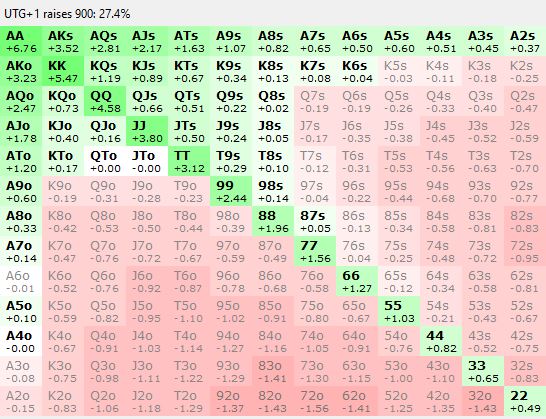 UTG+1 raises 900: 27.4%
AA AKs AQs AJs ATs A9s A8s A7s A6s A5s A4s A3s A2s
+6.76 +3.52 +2.81 +2.17 +1.63 +1.07 +0.82 +0.65 +0.50 +0.60 +0.51 +0.45 +0.37
AKo KK KQs KJs KTs K9s K8s K7s K6s K5s K4s K3s K2s
+3.23 +5.47 +1.19 +0.89 +0.67 +0.34 +0.13 +0.08 +0.04 -0.03 -0.11 -0.18 -0.25
AQo KQo QQ QJs QTs Q9s Q8s Q7s Q6s Q5s Q4s Q3s Q2s
+2.47 +0.73 +4.58 +0.66 +0.51 +0.22 +0.02 -0.19 -0.19 -0.26 -0.33 -0.40 -0.47
AJo KJo QJo JJ JTs J9s J8s J7s J6s J5s J4s J3s J2s
+1.78 +0.40 +0.16 +3.80 +0.50 +0.24 +0.05 -0.17 -0.35 -0.38 -0.45 -0.52 -0.59
ATo KTo QTo JTo TT T9s T8s T7s T6s T5s T4s T3s T2s
+1.20 +0.17 +0.00 -0.00 +3.12 +0.29 +0.10 -0.12 -0.31 -0.53 -0.56 -0.63 -0.70
A9o K9o Q9o J9o T9o 99 98s 97s 96s 95s 94s 93s 92s
+0.60 -0.19 -0.31 -0.28 -0.23 +2.44 +0.14 -0.04 -0.22 -0.44 -0.68 -0.70 -0.77
A8o K8o Q8o J8o T8o 98o 88 87s 86s 85s 84s 83s 82s
+0.33 -0.42 -0.53 -0.50 -0.44 -0.39 +1.96 +0.05 -0.13 -0.34 -0.58 -0.81 -0.83
A7o K7o Q7o J7o T7o 97o 87o 77 76s 75s 74s 73s 72s
+0.14 -0.47 -0.76 -0.72 -0.67 -0.59 -0.49 +1.56 -0.04 -0.25 -0.48 -0.72 -0.95
A6o K6o Q6o J6o T6o 96o 86o 76o 66 65s 64s 63s 62s
-0.01 -0.52 -0.76 -0.92 -0.87 -0.78 -0.68 -0.58 +1.27 -0.12 -0.34 -0.58 -0.81
A5o K5o Q5o J5o T5o 95o 85o 75o 65o 55 54s 53s 52s
+0.10 -0.59 -0.82 -0.95 -1.10 -1.02 -0.91 -0.80 -0.67 +1.03 -0.21 -0.43 -0.67
A4o K4o Q4o J4o T4o 94o 84o 74o 64o 54o 44 43s 42s
-0.00 -0.67 -0.91 -1.03 -1.14 -1.27 -1.16 -1.05 -0.91 -0.76 +0.82 -0.52 -0.75
A3o K3o Q3o J3o T3o 93o 83o 73o 63o 53o 43o 33 32s
-0.08 -0.75 -0.98 -1.11 -1.22 -1.29 -1.41 -1.30 -1.15 -1.00 -1.10 +0.65 -0.83
A2o K2o Q2o J2o T2o 92o 82o 72o 62o 52o 42o 32o 22
-0.15 -0.83 -1.06 -1.18 -1.29 -1.37 -1.43 -1.56 -1.41 -1.25 -1.35 -1.43 +0.49